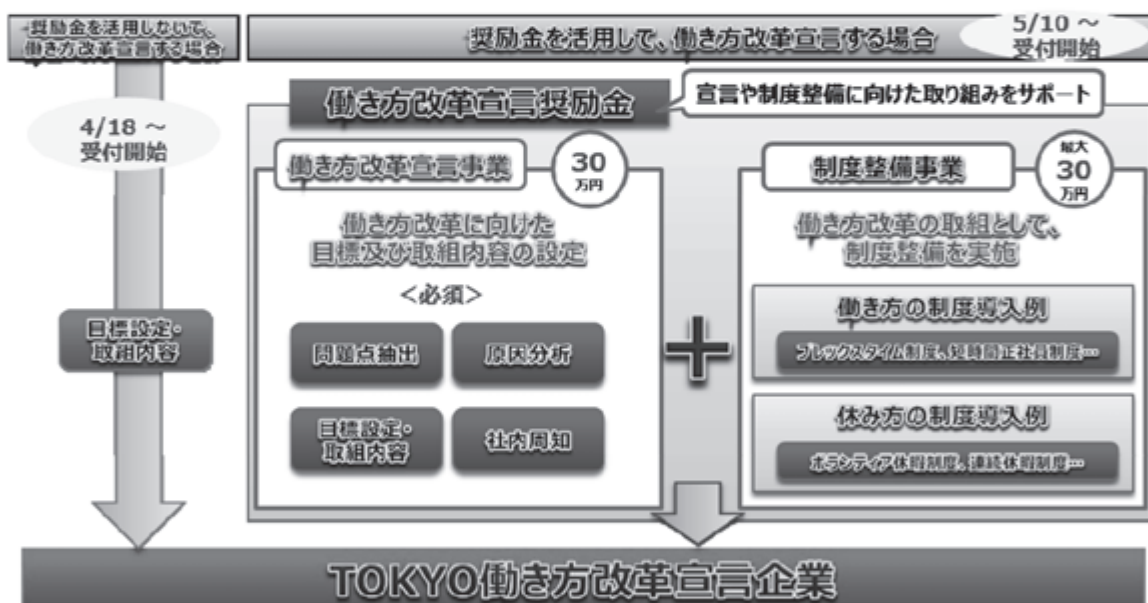 奨励金を活用しないで、
働き方改革宣言する場合
4/18 ～
受付開始
目標設定・
取組内容
奨励金を活用して、働き方改革宣言する場合
5/10 ～
受付開始
働き方改革宣言奨励金
宣言や制度整備に向けた取り組みをサポート
働き方改革宣言事業
30
万円
働き方改革に向けた
目標及び取組内容の設定
＜必須＞
問題点抽出
原因分析
目標設定・
取組内容
社内周知
＋
制度整備事業
最大
30
万円
働き方改革の取組として、
制度整備を実施
働き方の制度導入例
フレックスタイム制度、短時間正社員制度…
休み方の制度導入例
ボランティア休暇制度、連続休暇制度…
TOKYO働き方改革宣言企業